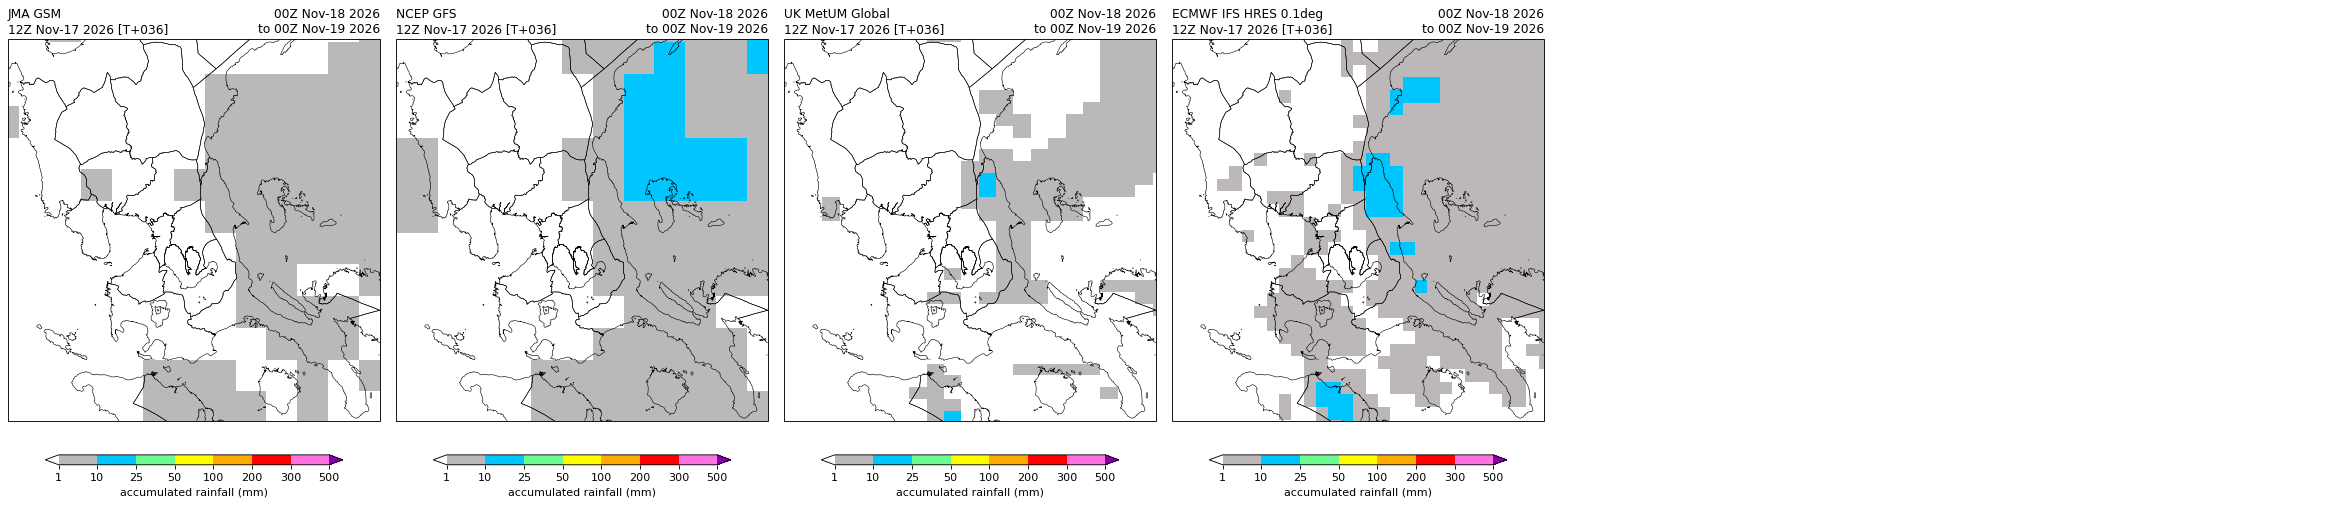 JMA GSM 00Z Nov-18 2026
12Z Nov-17 2026 [T+036] to 00Z Nov-19 2026
1 10 25 50 100 200 300 500
accumulated rainfall (mm)
NCEP GFS 00Z Nov-18 2026
12Z Nov-17 2026 [T+036] to 00Z Nov-19 2026
1 10 25 50 100 200 300 500
accumulated rainfall (mm)
UK MetUM Global 00Z Nov-18 2026
12Z Nov-17 2026 [T+036] to 00Z Nov-19 2026
1 10 25 50 100 200 300 500
accumulated rainfall (mm)
ECMWF IFS HRES 0.1deg 00Z Nov-18 2026
12Z Nov-17 2026 [T+036] to 00Z Nov-19 2026
1 10 25 50 100 200 300 500
accumulated rainfall (mm)